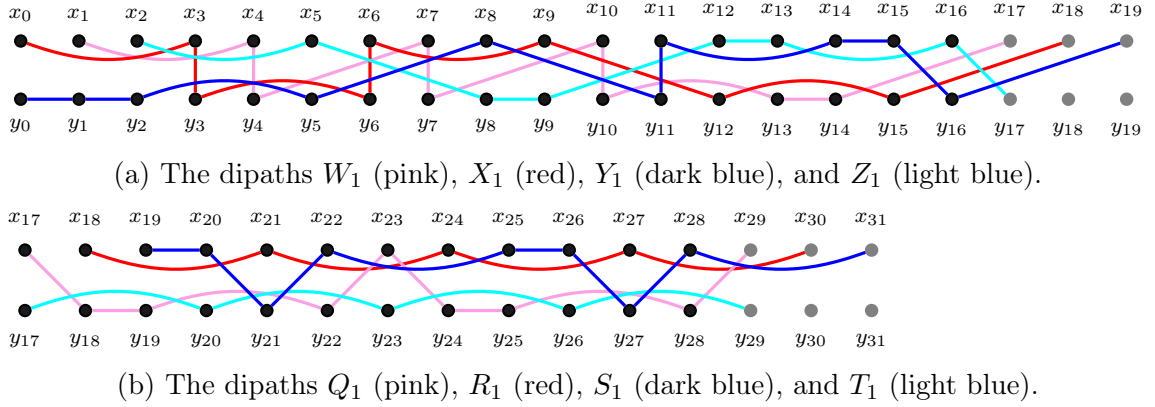 x₀ x₁ x₂ x₃ x₄ x₅ x₆ x₇ x₈ x₉ x₁₀ x₁₁ x₁₂ x₁₃ x₁₄ x₁₅ x₁₆ x₁₇ x₁₈ x₁₉
y₀ y₁ y₂ y₃ y₄ y₅ y₆ y₇ y₈ y₉ y₁₀ y₁₁ y₁₂ y₁₃ y₁₄ y₁₅ y₁₆ y₁₇ y₁₈ y₁₉
(a) The dipaths W₁ (pink), X₁ (red), Y₁ (dark blue), and Z₁ (light blue).
x₁₇ x₁₈ x₁₉ x₂₀ x₂₁ x₂₂ x₂₃ x₂₄ x₂₅ x₂₆ x₂₇ x₂₈ x₂₉ x₃₀ x₃₁
y₁₇ y₁₈ y₁₉ y₂₀ y₂₁ y₂₂ y₂₃ y₂₄ y₂₅ y₂₆ y₂₇ y₂₈ y₂₉ y₃₀ y₃₁
(b) The dipaths Q₁ (pink), R₁ (red), S₁ (dark blue), and T₁ (light blue).